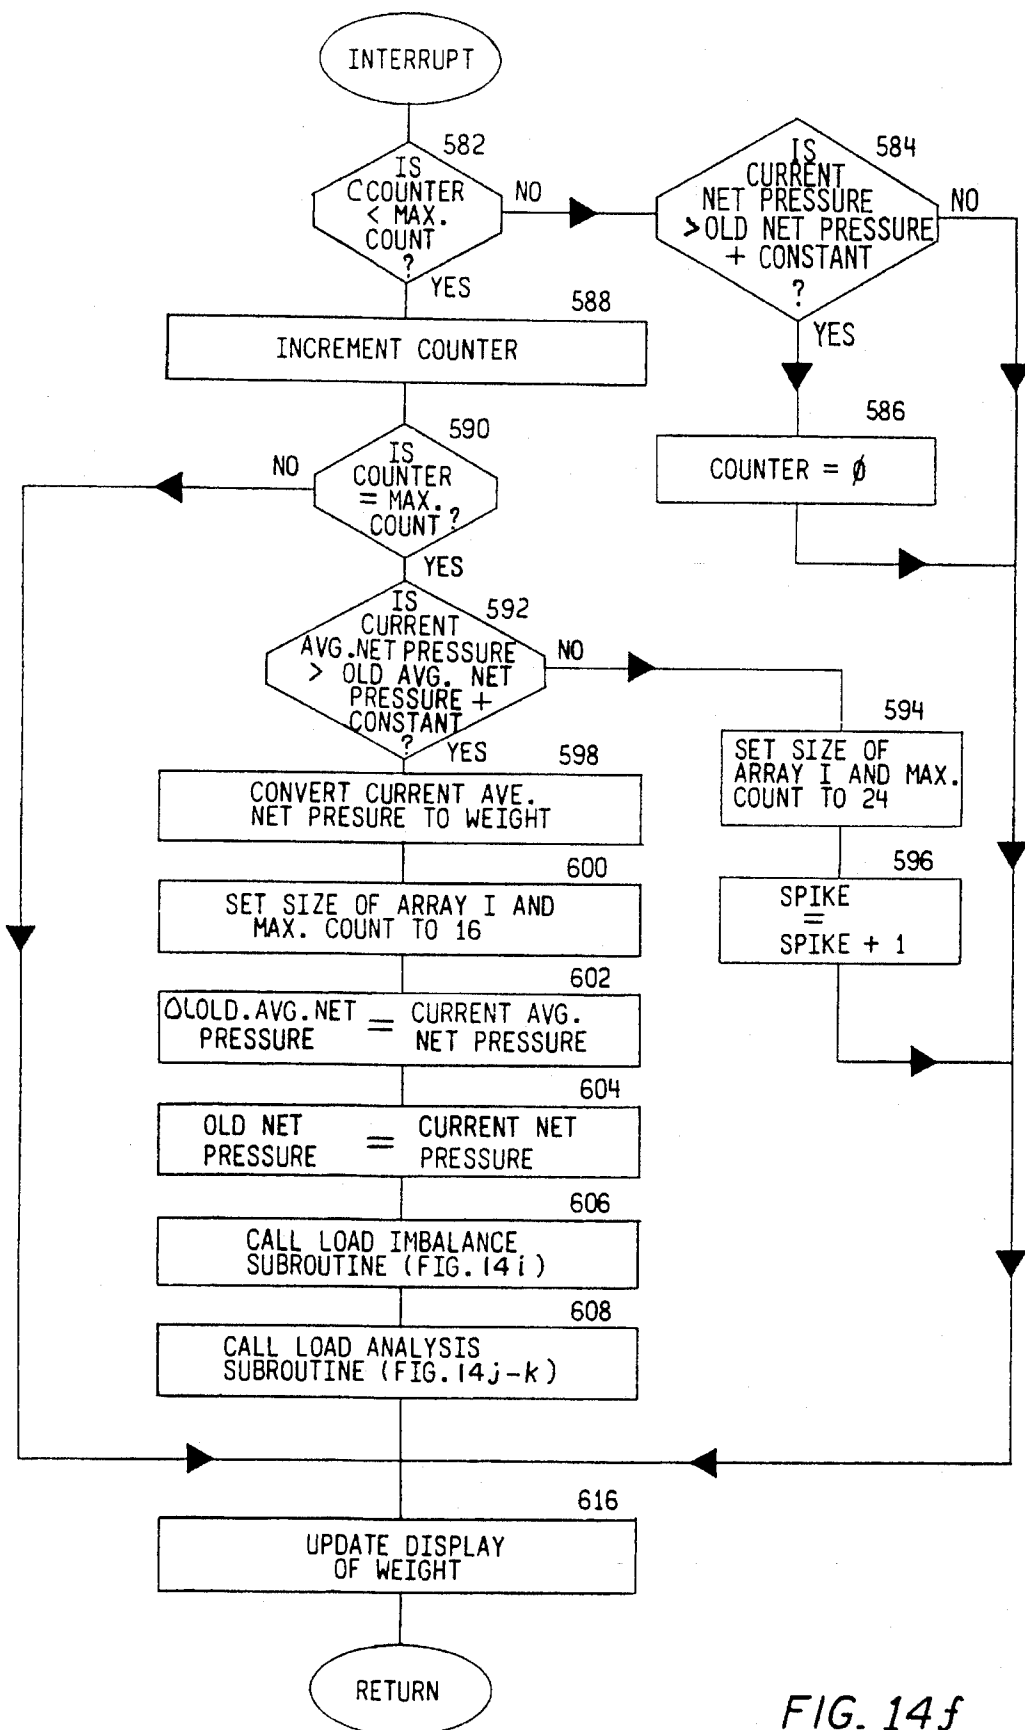 INTERRUPT
582
IS
CCOUNTER
< MAX.
COUNT
?
NO
YES
584
IS
CURRENT
NET PRESSURE
>OLD NET PRESSURE
+ CONSTANT
?
NO
YES
588
INCREMENT COUNTER
586
COUNTER = ϕ
590
IS
COUNTER
= MAX.
COUNT?
NO
YES
592
IS
CURRENT
AVG.NET PRESSURE
> OLD AVG. NET
PRESSURE +
CONSTANT
?
NO
YES
594
SET SIZE OF
ARRAY I AND MAX.
COUNT TO 24
596
SPIKE
=
SPIKE + 1
598
CONVERT CURRENT AVE.
NET PRESURE TO WEIGHT
600
SET SIZE OF ARRAY I AND
MAX. COUNT TO 16
602
OLOLD.AVG.NET = CURRENT AVG.
PRESSURE NET PRESSURE
604
OLD NET = CURRENT NET
PRESSURE PRESSURE
606
CALL LOAD IMBALANCE
SUBROUTINE (FIG.14i)
608
CALL LOAD ANALYSIS
SUBROUTINE (FIG.14j-k)
616
UPDATE DISPLAY
OF WEIGHT
RETURN
FIG. 14f